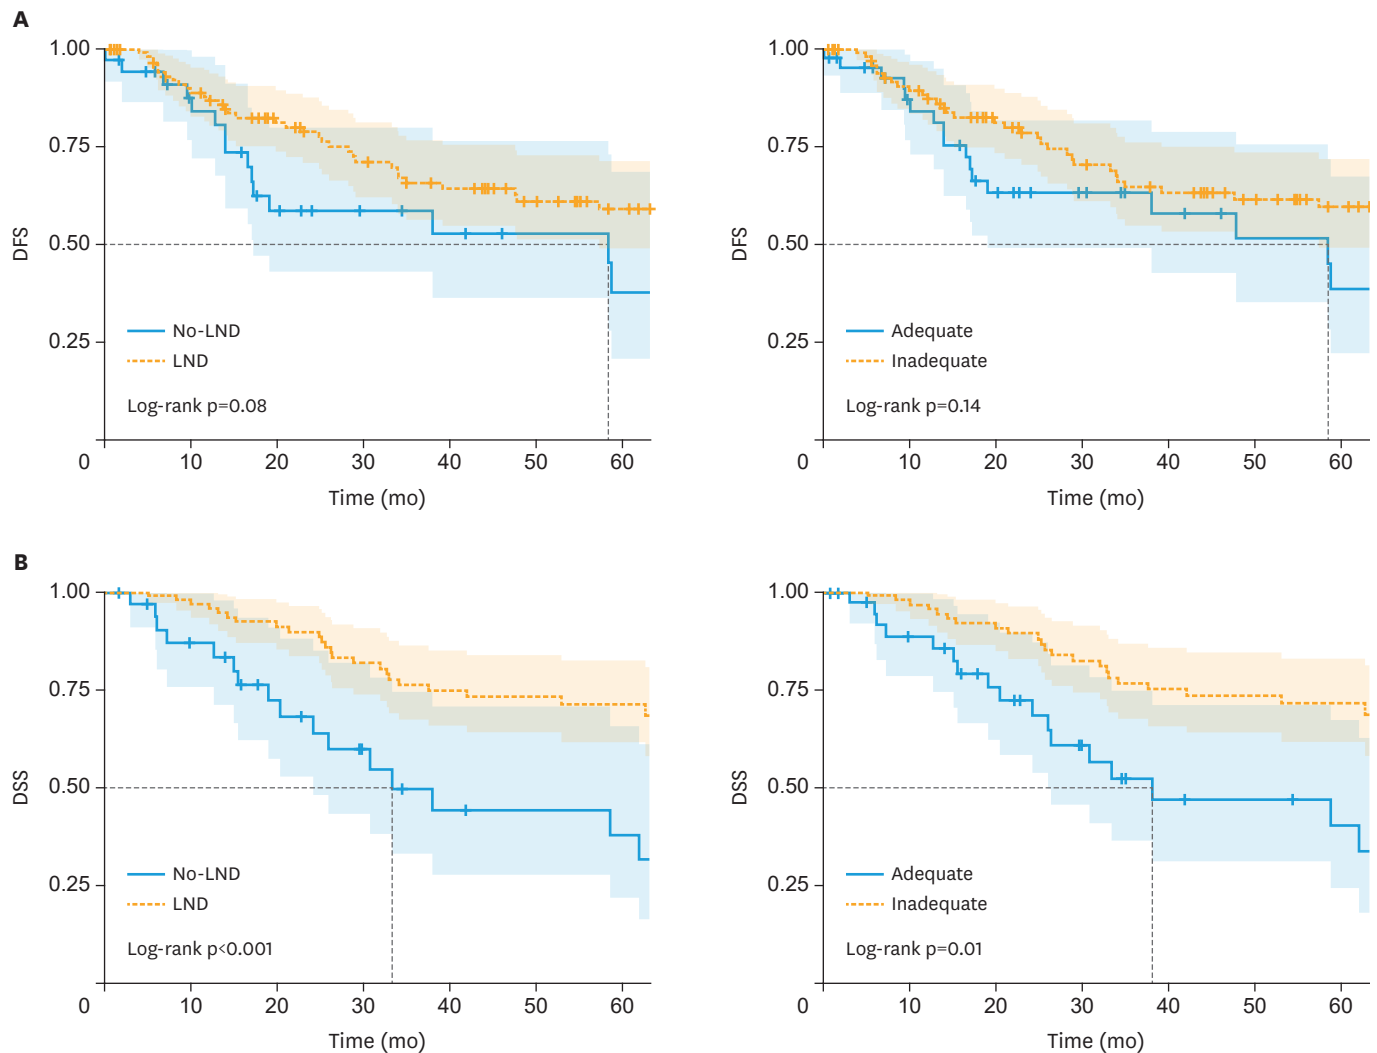 A
1.00
0.75
0.50
0.25
0
DFS
No-LND
LND
Log-rank p=0.08
10 20 30 40 50 60
Time (mo)
1.00
0.75
0.50
0.25
0
DFS
Adequate
Inadequate
Log-rank p=0.14
10 20 30 40 50 60
Time (mo)
B
1.00
0.75
0.50
0.25
0
DSS
No-LND
LND
Log-rank p<0.001
10 20 30 40 50 60
Time (mo)
1.00
0.75
0.50
0.25
0
DSS
Adequate
Inadequate
Log-rank p=0.01
10 20 30 40 50 60
Time (mo)